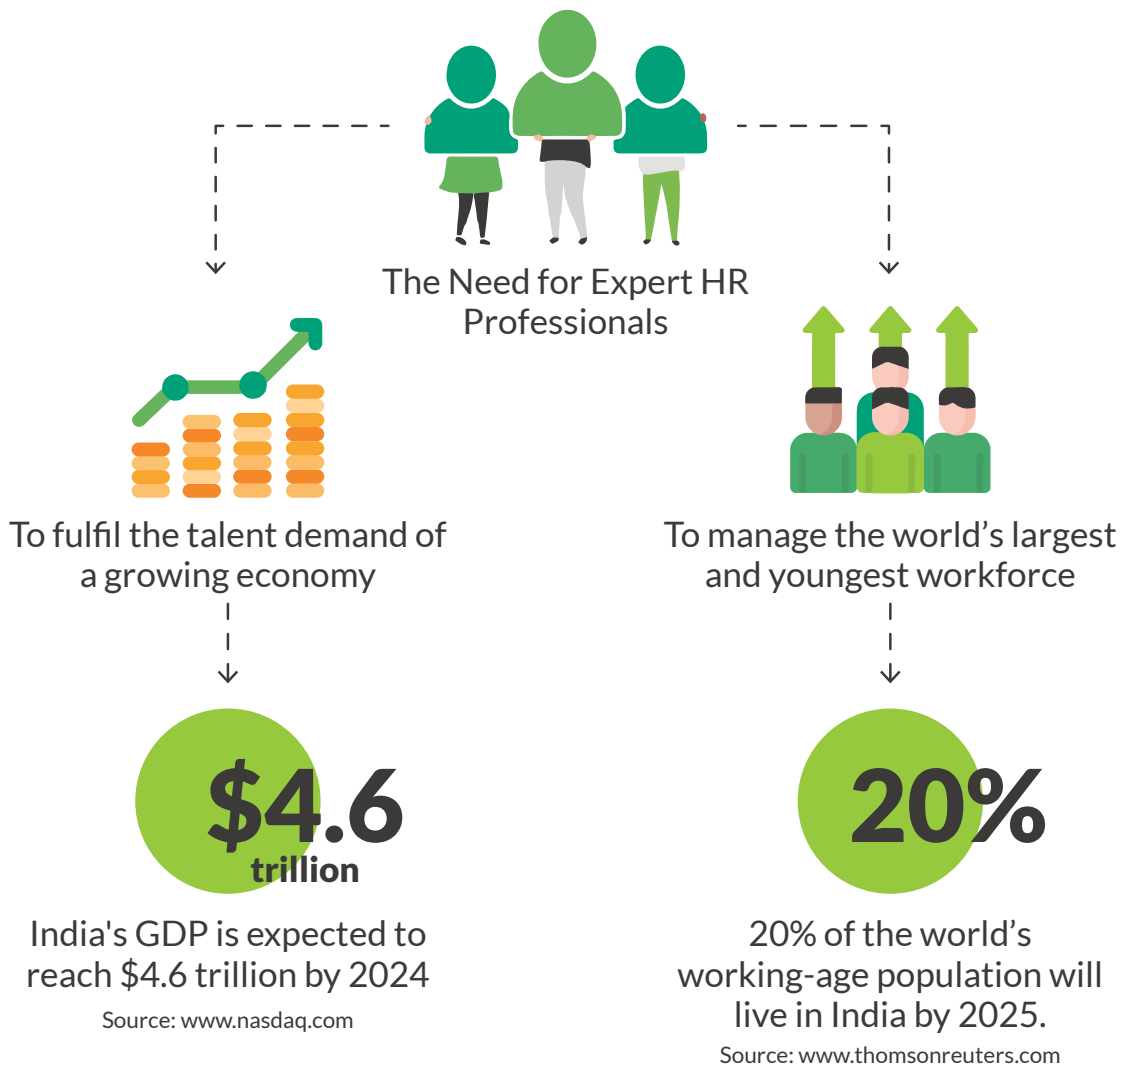 The Need for Expert HR
Professionals
To fulfil the talent demand of
a growing economy
$4.6
trillion
India's GDP is expected to
reach $4.6 trillion by 2024
Source: www.nasdaq.com
To manage the world’s largest
and youngest workforce
20%
20% of the world’s
working-age population will
live in India by 2025.
Source: www.thomsonreuters.com